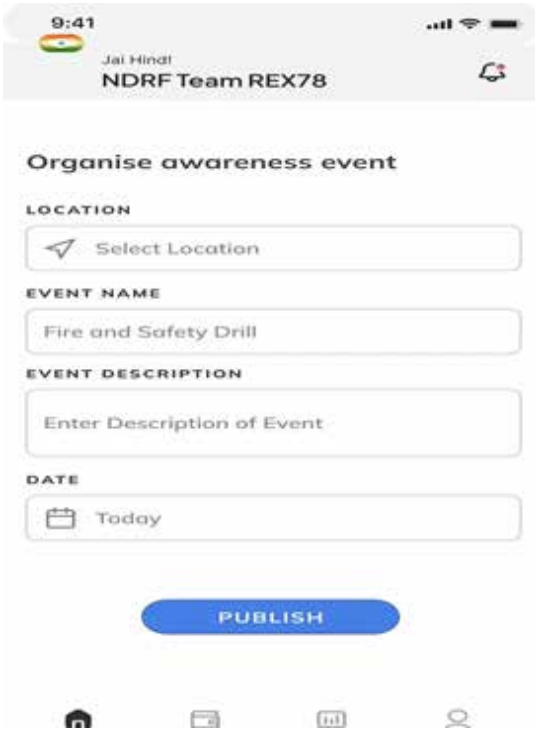 9:41
Jai Hind!
NDRF Team REX78
Organise awareness event
LOCATION
Select Location
EVENT NAME
Fire and Safety Drill
EVENT DESCRIPTION
Enter Description of Event
DATE
Today
PUBLISH